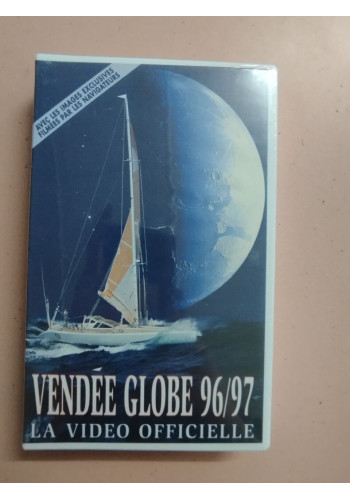 AVEC LES IMAGES EXCLUSIVES
FILMÉES PAR LES NAVIGATEURS
VENDÉE GLOBE 96/97
LA VIDEO OFFICIELLE